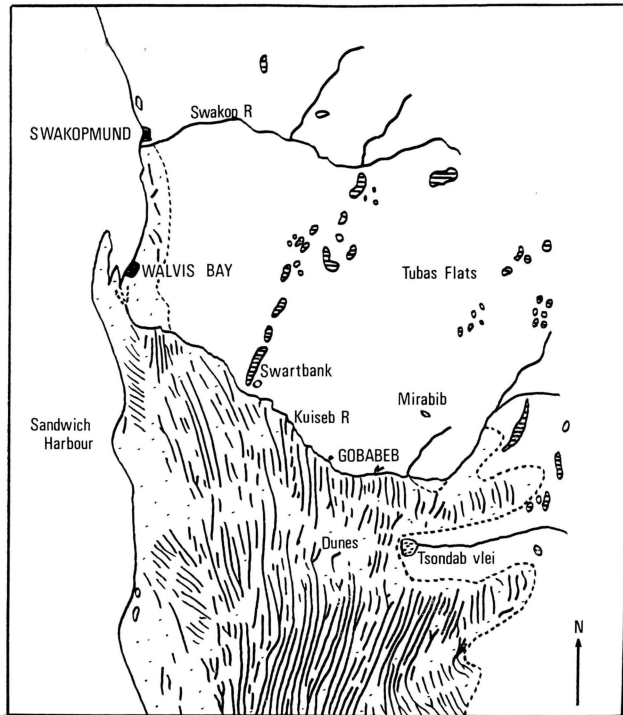 Swakop R
SWAKOPMUND
WALVIS BAY
Tubas Flats
Swartbank
Mirabib
Sandwich
Harbour
Kuiseb R
GOBABEB
Dunes
Tsondab vlei
N